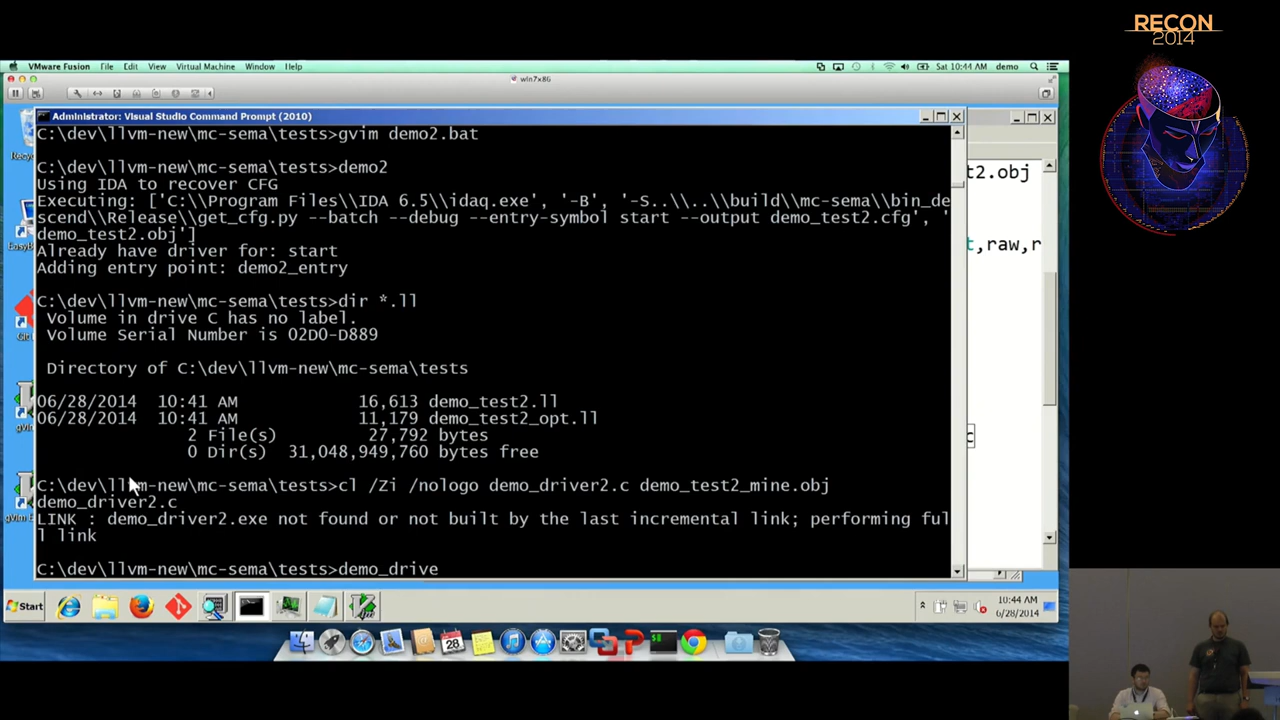 RECON
2014
VMware Fusion File Edit View Virtual Machine Window Help Sat 10:44 AM demo
win7x86
Administrator: Visual Studio Command Prompt (2010)
C:\dev\llvm-new\mc-sema\tests>gvim demo2.bat
C:\dev\llvm-new\mc-sema\tests>demo2
Using IDA to recover CFG
Executing: ['C:\\Program Files\\IDA 6.5\\idaq.exe', '-B', '-S..\\..\\build\\mc-sema\\bin_de
scend\\Release\\get_cfg.py --batch --debug --entry-symbol start --output demo_test2.cfg', '
demo_test2.obj']
Already have driver for: start
Adding entry point: demo2_entry
C:\dev\llvm-new\mc-sema\tests>dir *.ll
Volume in drive C has no label.
Volume Serial Number is 02D0-D889
Directory of C:\dev\llvm-new\mc-sema\tests
06/28/2014 10:41 AM 16,613 demo_test2.ll
06/28/2014 10:41 AM 11,179 demo_test2_opt.ll
2 File(s) 27,792 bytes
0 Dir(s) 31,048,949,760 bytes free
C:\dev\llvm-new\mc-sema\tests>cl /Zi /nologo demo_driver2.c demo_test2_mine.obj
demo_driver2.c
LINK : demo_driver2.exe not found or not built by the last incremental link; performing ful
l link
C:\dev\llvm-new\mc-sema\tests>demo_drive
t2.obj
t,raw,r
c
Start
10:44 AM
6/28/2014
28